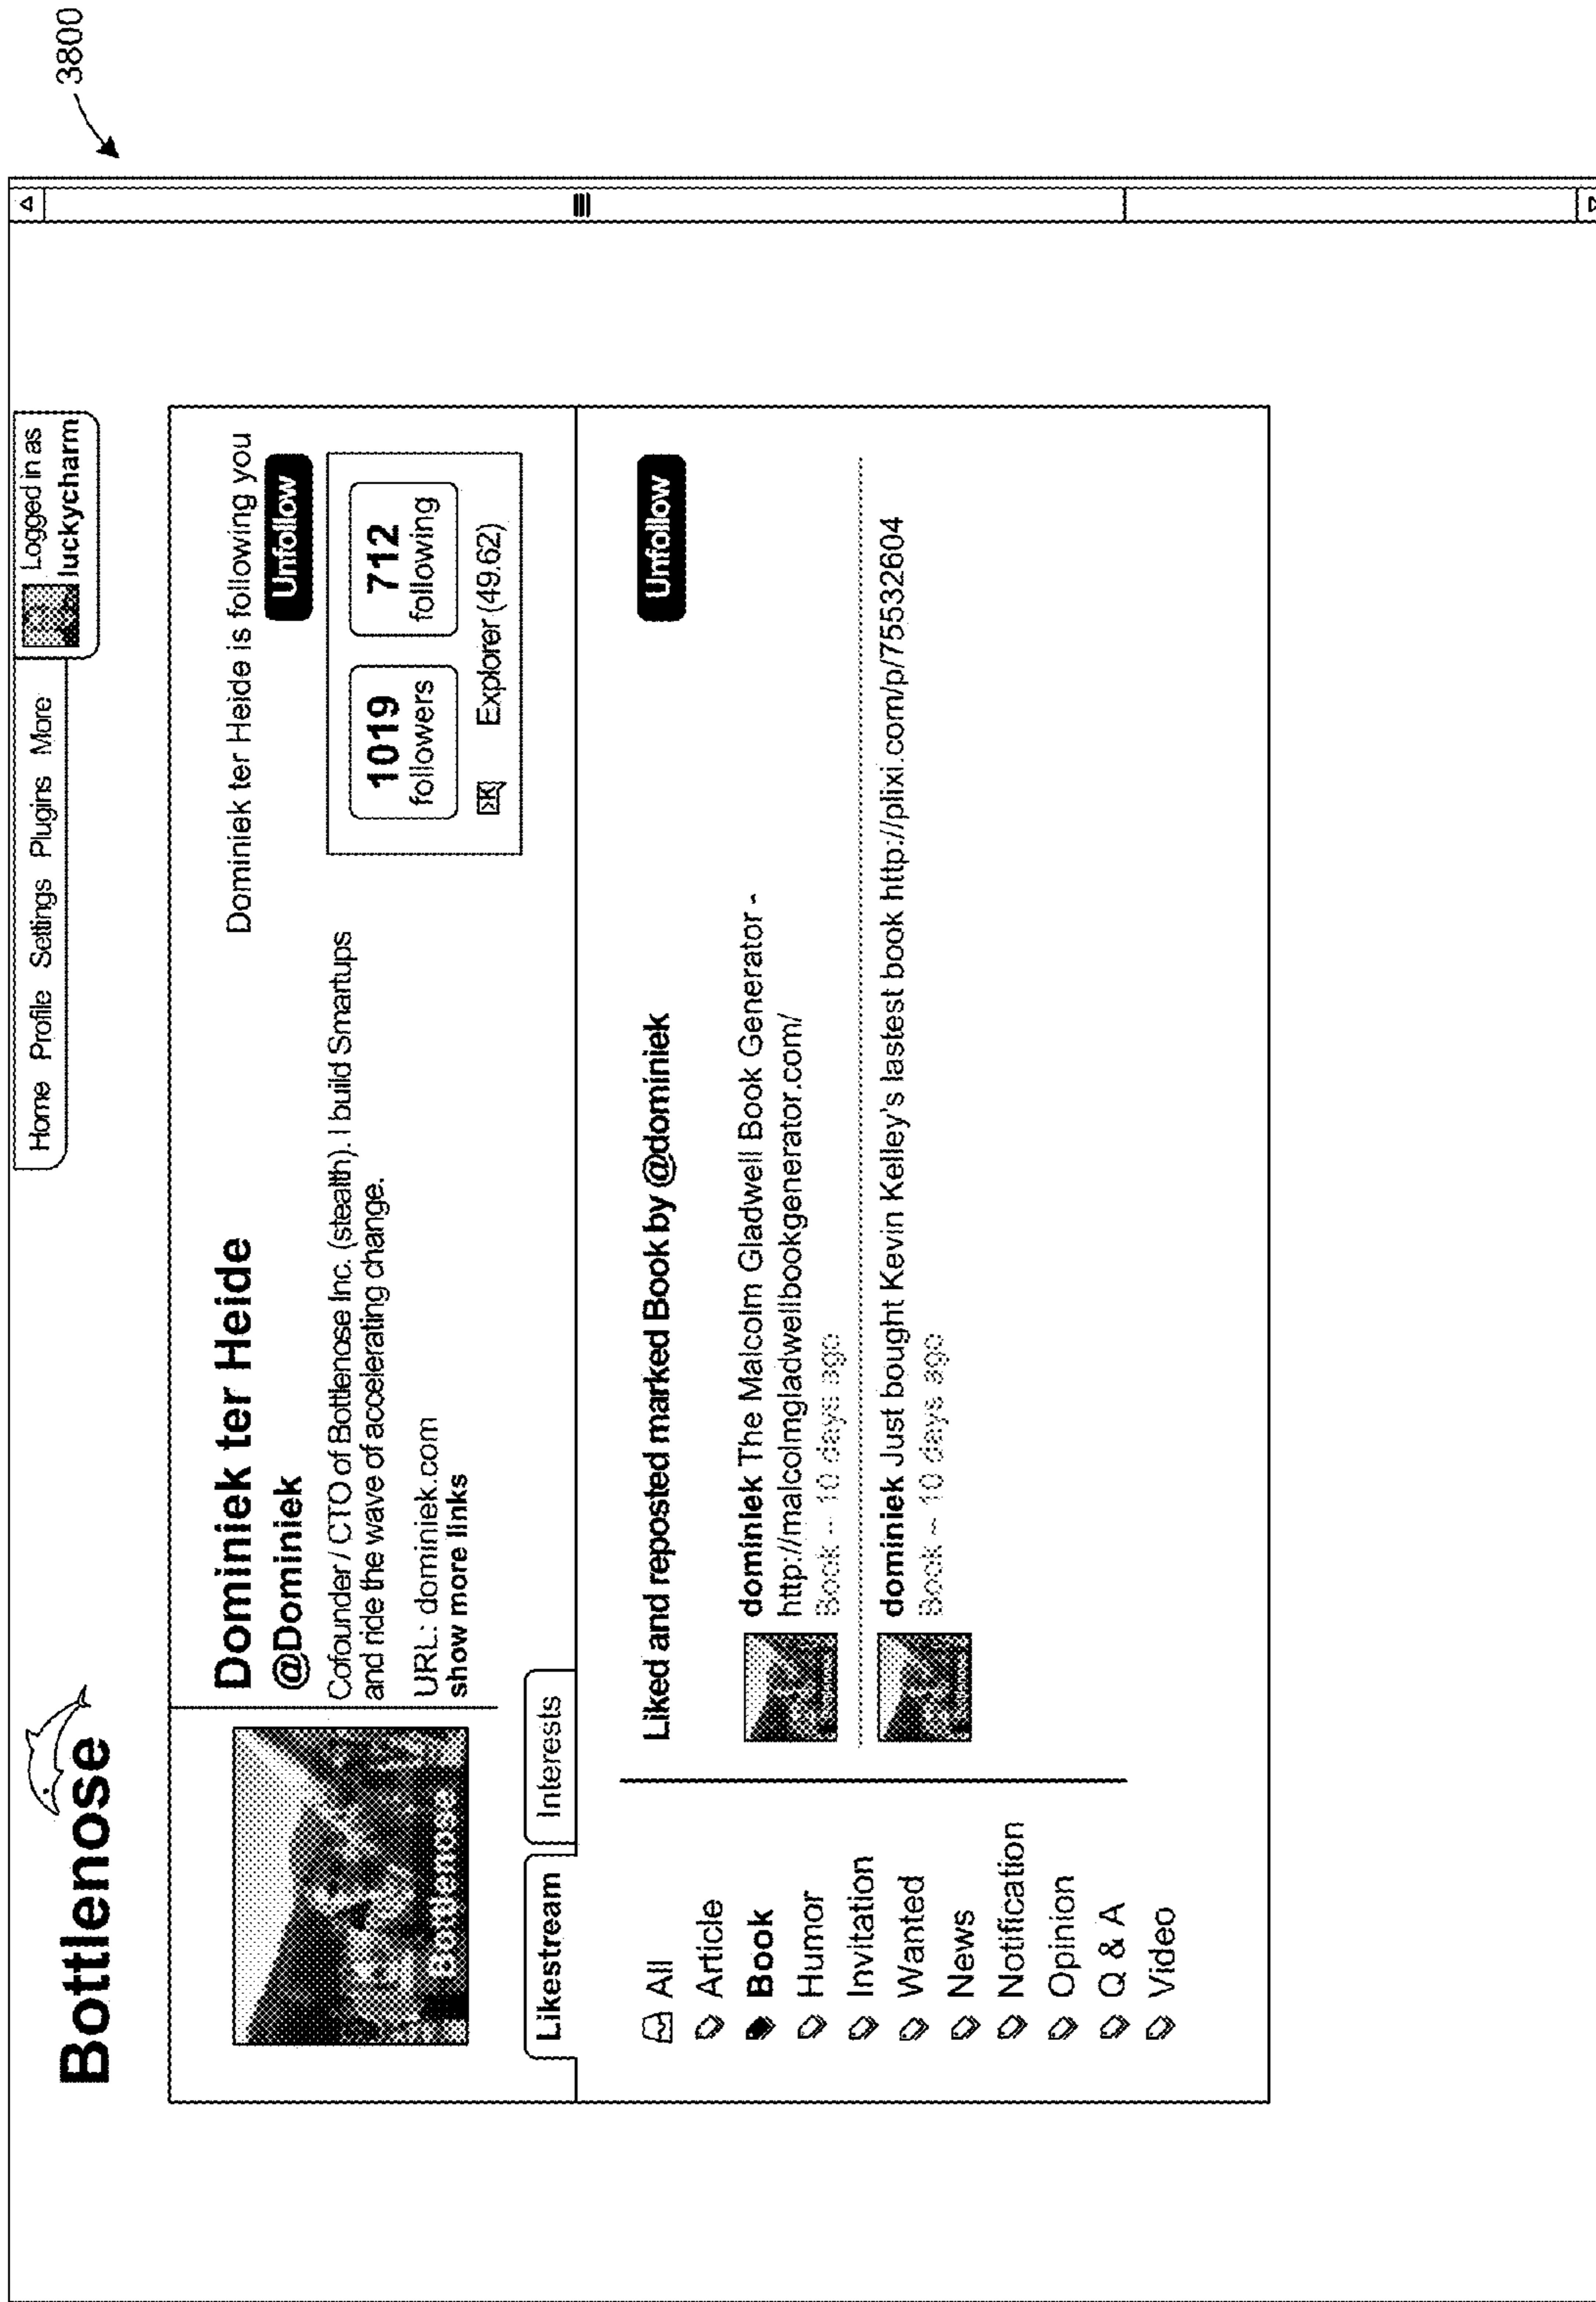 3800
Bottlenose
Home Profile Settings Plugins More
Logged in as
luckycharm
Bottlenose
Dominiek ter Heide
@Dominiek
Cofounder / CTO of Bottlenose Inc. (stealth). I build Smartups
and ride the wave of accelerating change.
URL: dominiek.com
show more links
Dominiek ter Heide is following you
Unfollow
1019
followers
712
following
Explorer (49.62)
Likestream
Interests
All
Article
Book
Humor
Invitation
Wanted
News
Notification
Opinion
Q & A
Video
Liked and reposted marked Book by @dominiek
Unfollow
dominiek The Malcolm Gladwell Book Generator -
http://malcolmgladwellbookgenerator.com/
Book -- 10 days ago
dominiek Just bought Kevin Kelley's lastest book http://plixi.com/p/75532604
Book -- 10 days ago